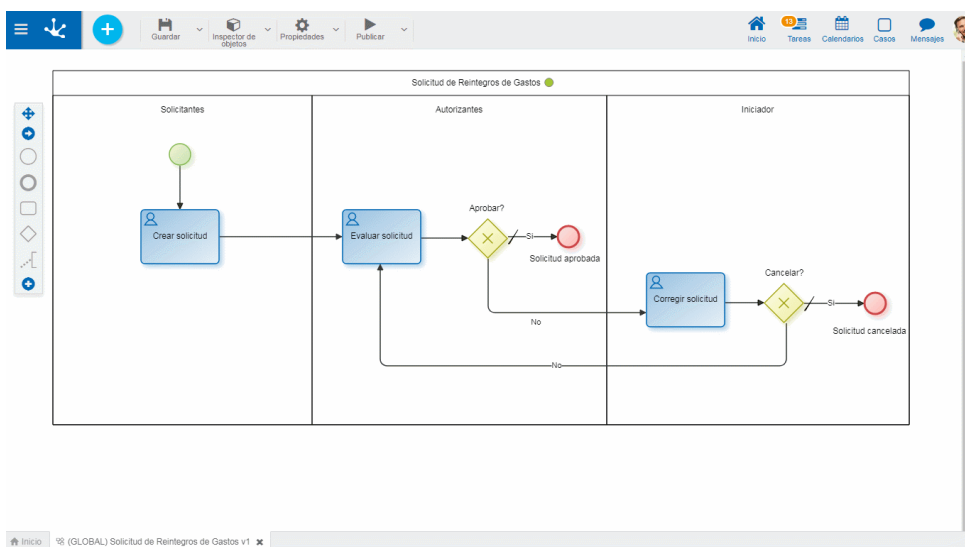 Guardar
Inspector de
objetos
Propiedades
Publicar
Inicio
13
Tareas
Calendarios
Casos
Mensajes
Solicitud de Reintegros de Gastos
Solicitantes
Autorizantes
Iniciador
Crear solicitud
Evaluar solicitud
Aprobar?
Si
Solicitud aprobada
No
Corregir solicitud
Cancelar?
Si
Solicitud cancelada
No
Inicio
(GLOBAL) Solicitud de Reintegros de Gastos v1